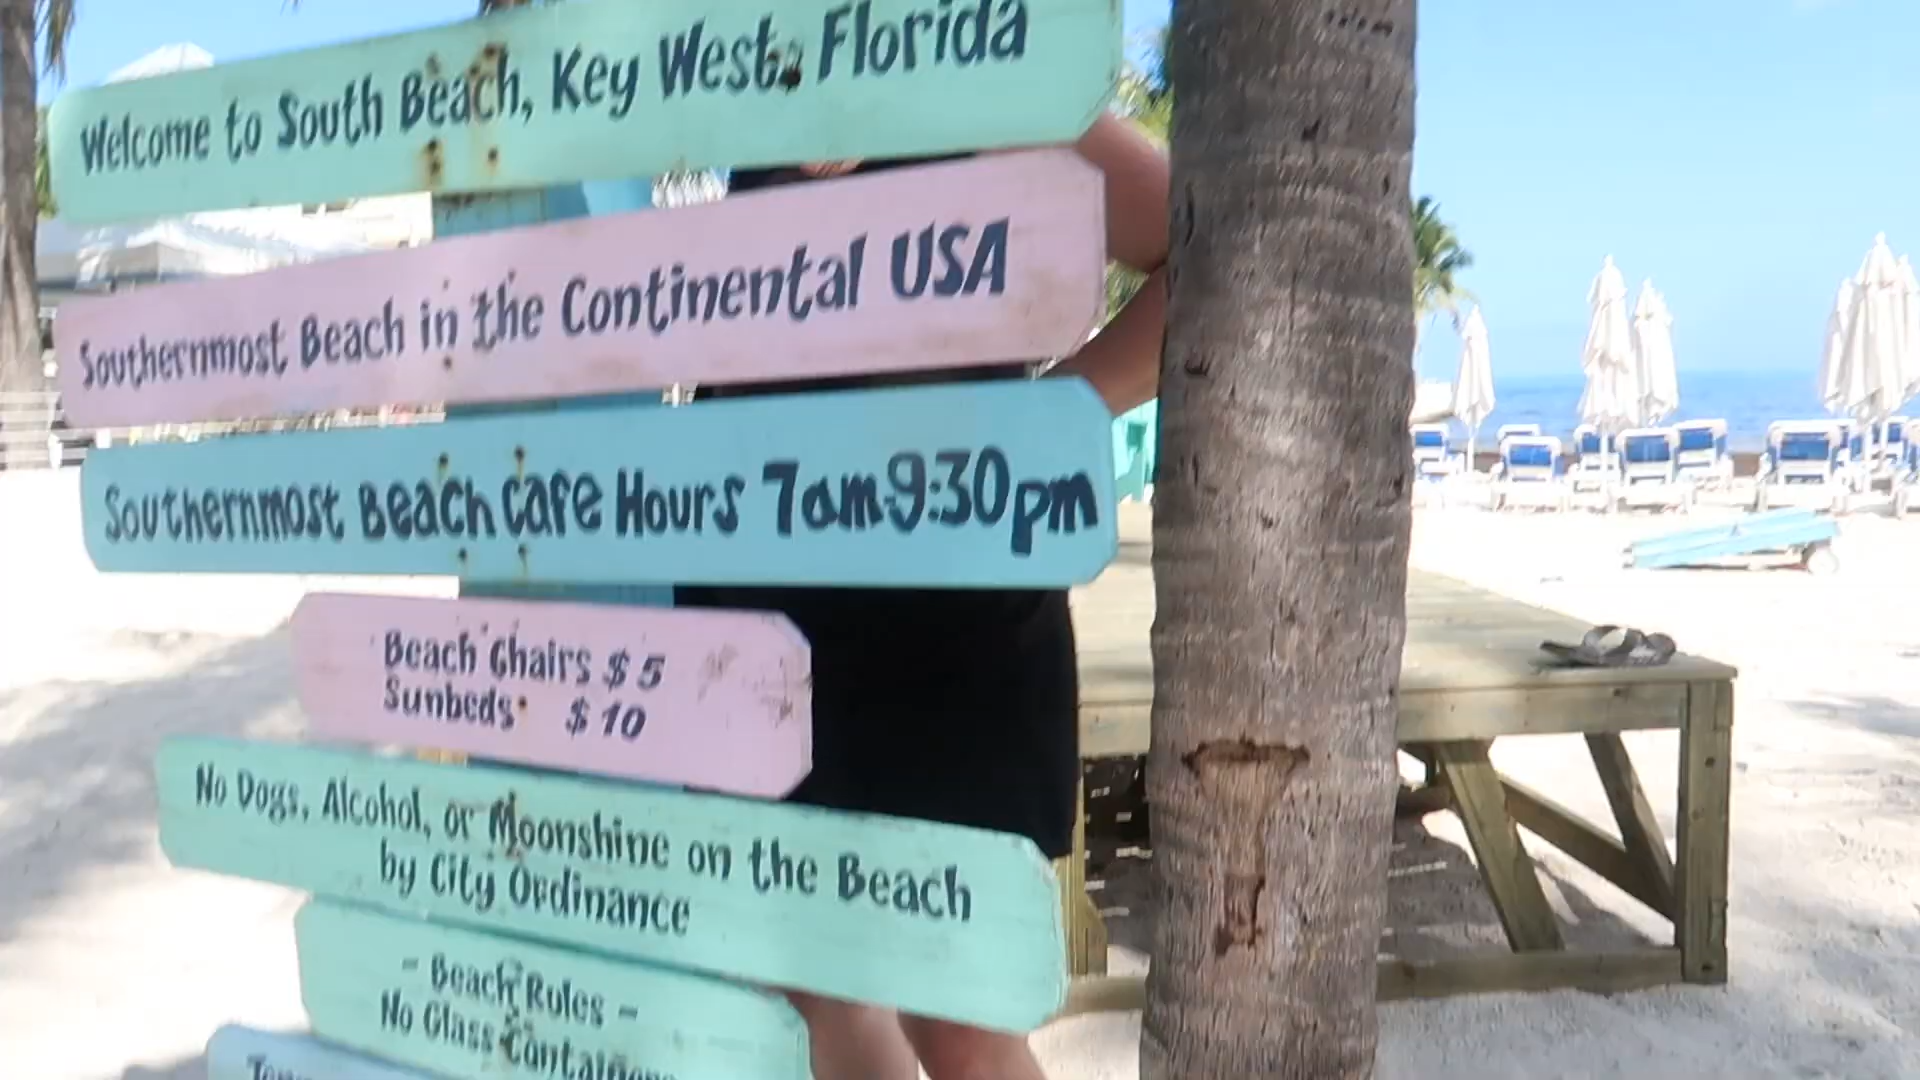 Welcome to South Beach, Key West, Florida
Southernmost Beach in the Continental USA
Southernmost Beach Cafe Hours 7am-9:30pm
Beach Chairs $5
Sunbeds $10
No Dogs, Alcohol, or Moonshine on the Beach
by City Ordinance
- Beach Rules -
No Glass Containers